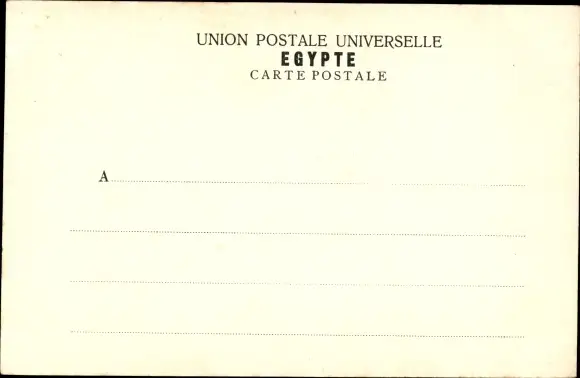 UNION POSTALE UNIVERSELLE
EGYPTE
CARTE POSTALE
A